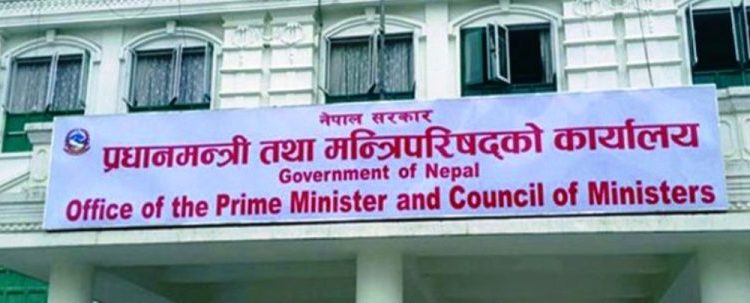 नेपाल सरकार
प्रधानमन्त्री तथा मन्त्रिपरिषद्को कार्यालय
Government of Nepal
Office of the Prime Minister and Council of Ministers